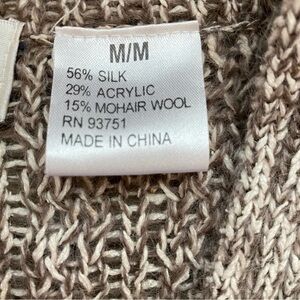 M/M
56% SILK
29% ACRYLIC
15% MOHAIR WOOL
RN 93751
MADE IN CHINA